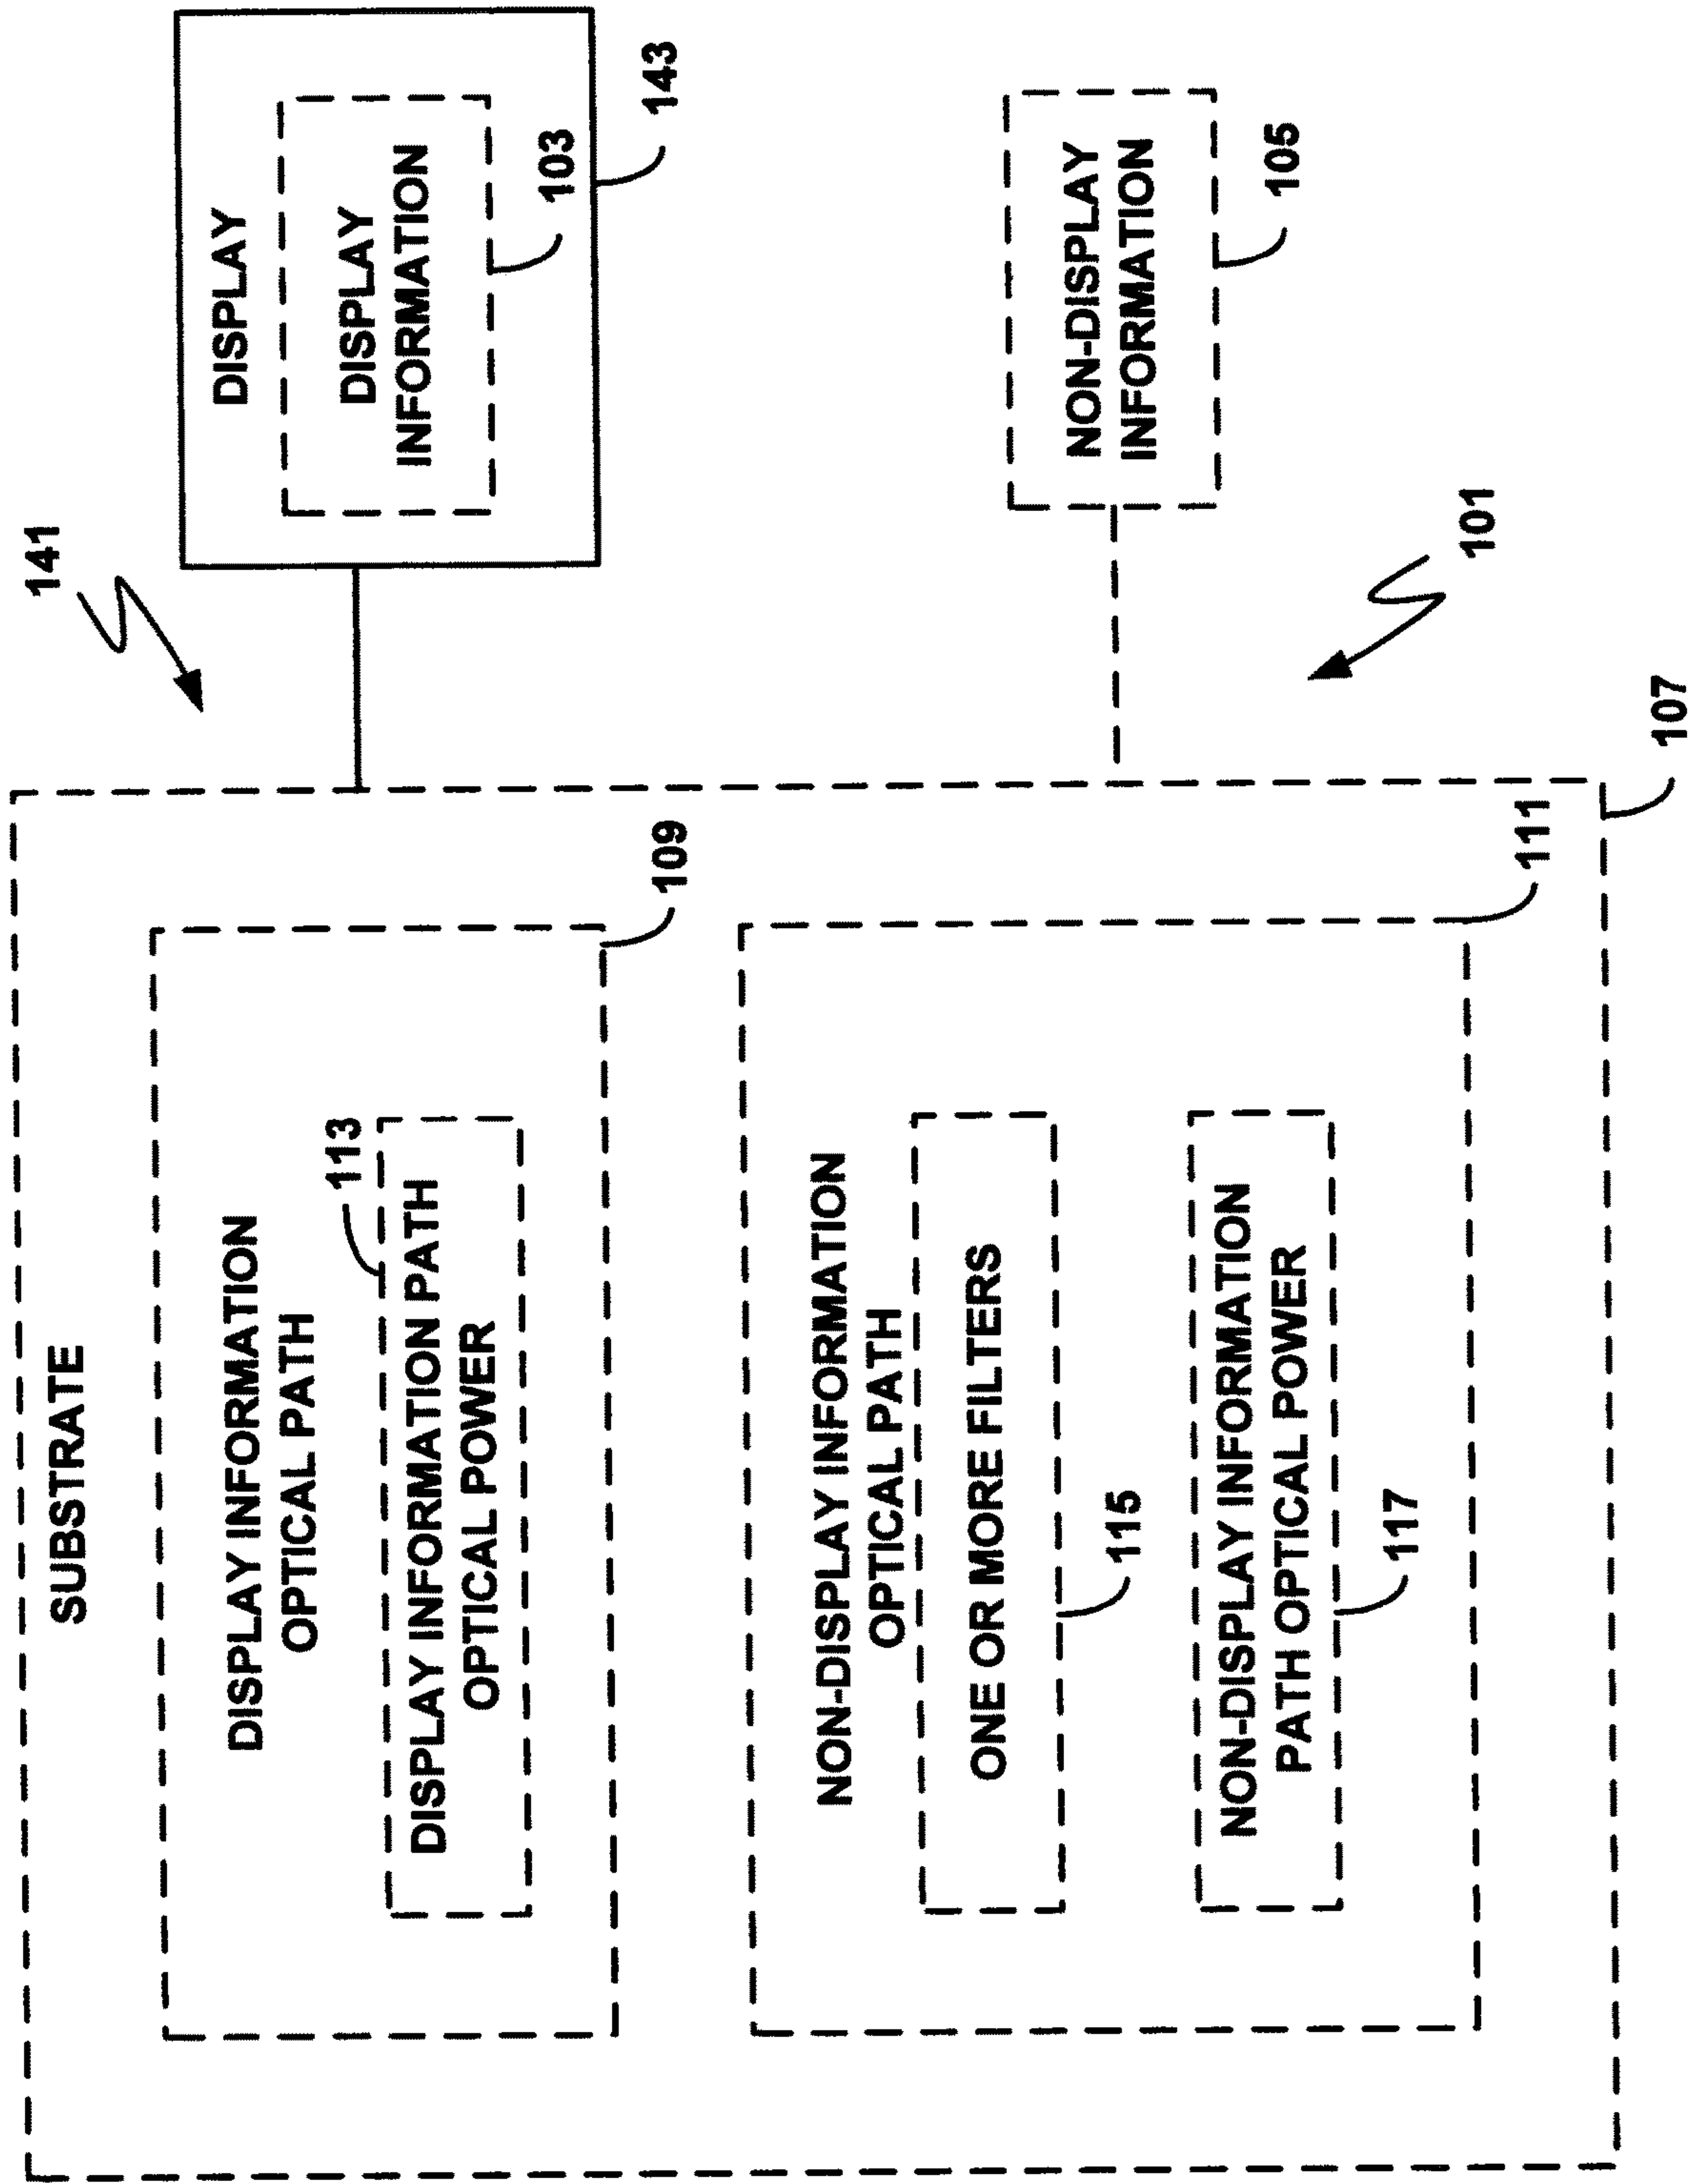 SUBSTRATE
DISPLAY INFORMATION
OPTICAL PATH
113
DISPLAY INFORMATION PATH
OPTICAL POWER
109
NON-DISPLAY INFORMATION
OPTICAL PATH
ONE OR MORE FILTERS
115
NON-DISPLAY INFORMATION
PATH OPTICAL POWER
117
111
107
141
DISPLAY
DISPLAY
INFORMATION
103
143
NON-DISPLAY
INFORMATION
105
101